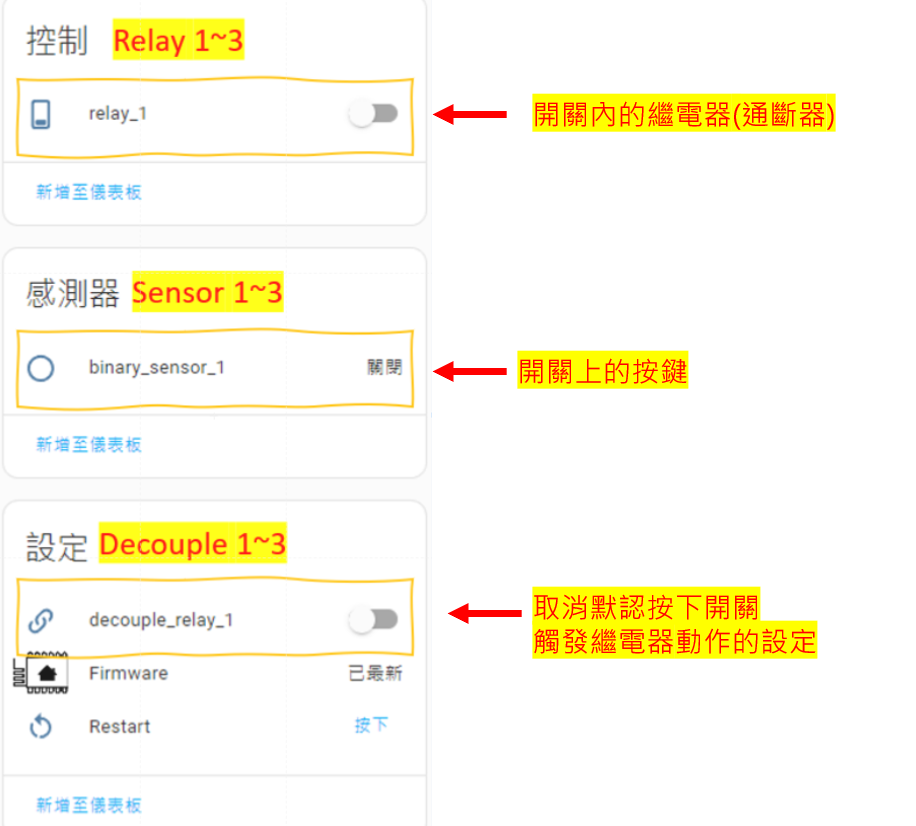 控制 Relay 1~3
relay_1
開關內的繼電器(通斷器)
新增至儀表板
感測器 Sensor 1~3
binary_sensor_1 關閉
開關上的按鍵
新增至儀表板
設定 Decouple 1~3
decouple_relay_1
取消默認按下開關
觸發繼電器動作的設定
Firmware 已最新
Restart 按下
新增至儀表板